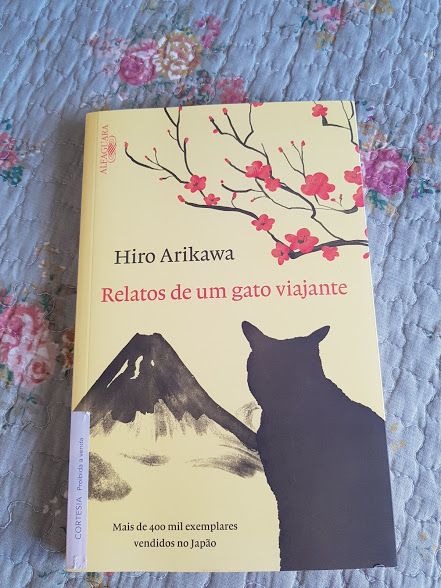 ALFAGUARA
Hiro Arikawa
Relatos de um gato viajante
CORTESIA Proibida a venda
Mais de 400 mil exemplares
vendidos no Japão